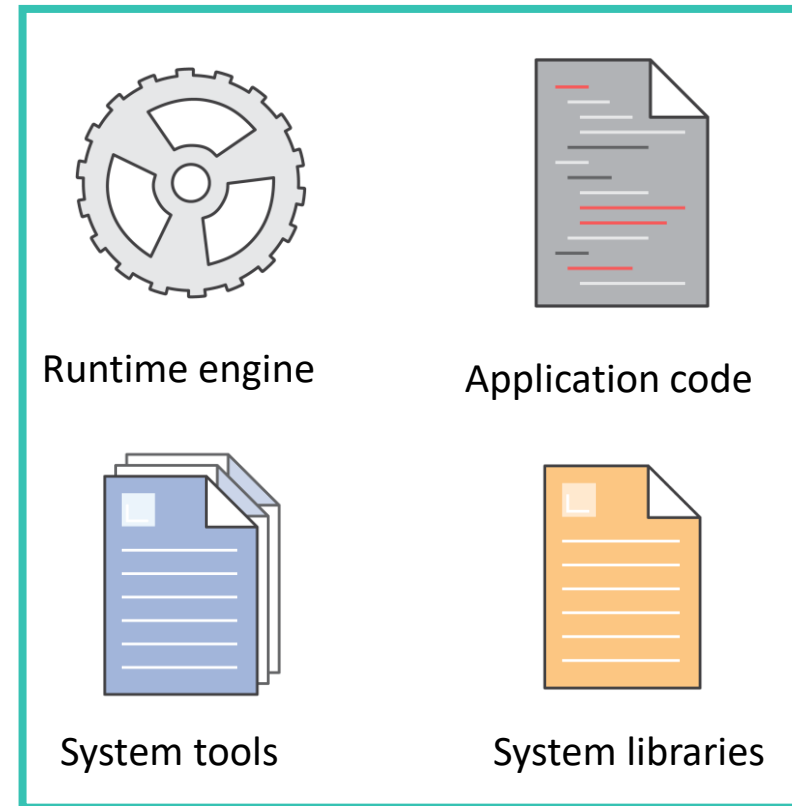 Runtime engine
Application code
System tools
System libraries